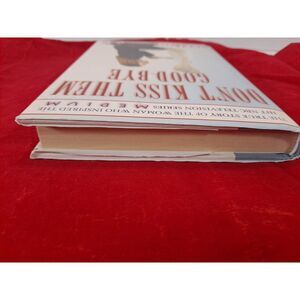 DON'T KISS THEM
GOOD BYE
THE TRUE STORY OF THE WOMAN WHO INSPIRED THE
HIT NBC TELEVISION SERIES MEDIUM